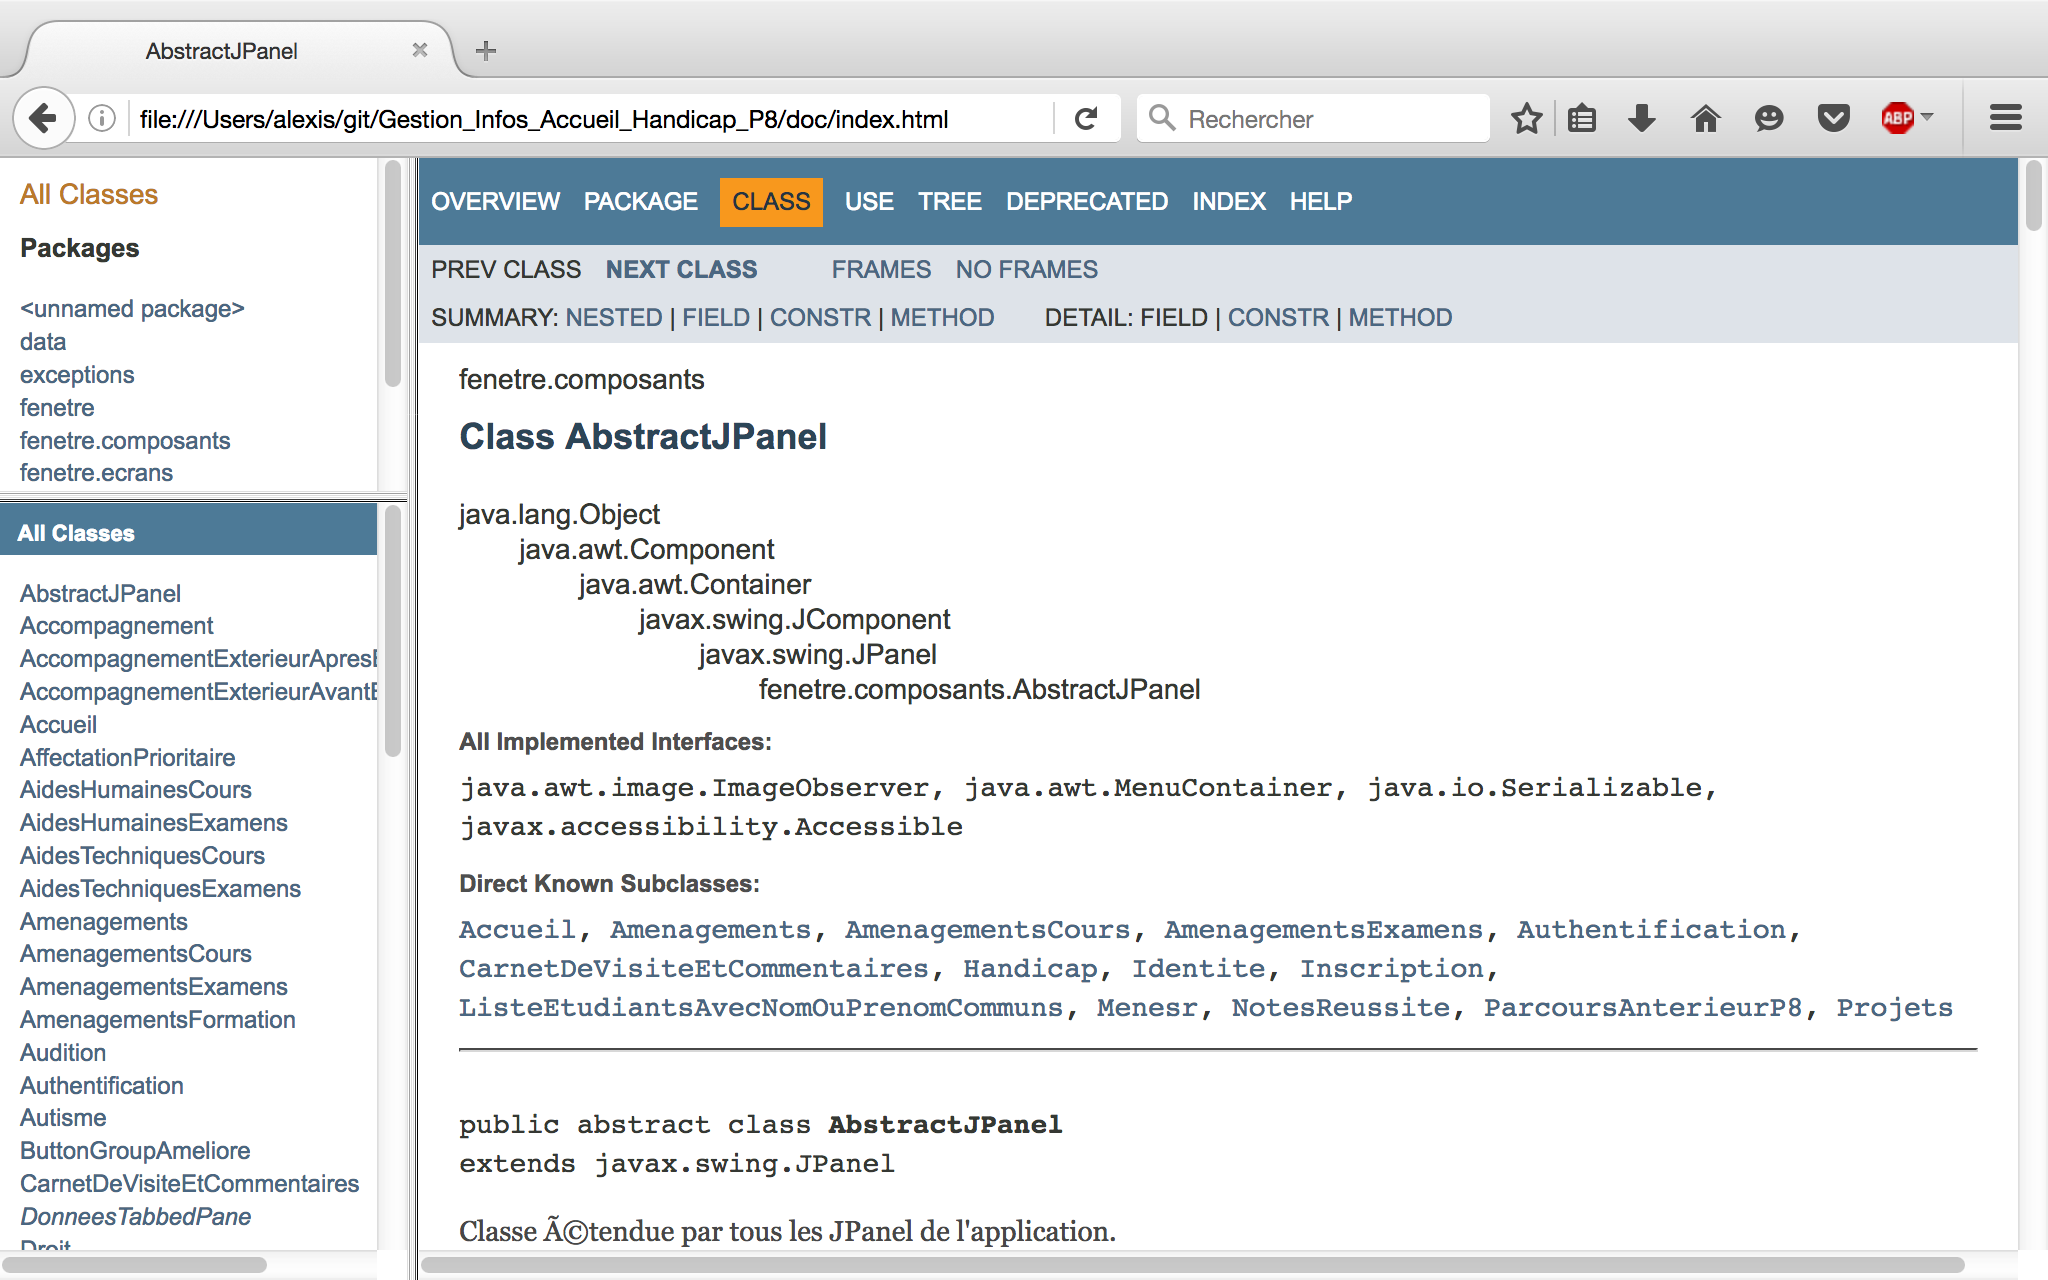 AbstractJPanel
file:///Users/alexis/git/Gestion_Infos_Accueil_Handicap_P8/doc/index.html
Rechercher
ABP
All Classes
Packages
<unnamed package>
data
exceptions
fenetre
fenetre.composants
fenetre.ecrans
All Classes
AbstractJPanel
Accompagnement
AccompagnementExterieurApresE
AccompagnementExterieurAvantE
Accueil
AffectationPrioritaire
AidesHumainesCours
AidesHumainesExamens
AidesTechniquesCours
AidesTechniquesExamens
Amenagements
AmenagementsCours
AmenagementsExamens
AmenagementsFormation
Audition
Authentification
Autisme
ButtonGroupAmeliore
CarnetDeVisiteEtCommentaires
DonneesTabbedPane
Droit
OVERVIEW PACKAGE CLASS USE TREE DEPRECATED INDEX HELP
PREV CLASS NEXT CLASS FRAMES NO FRAMES
SUMMARY: NESTED | FIELD | CONSTR | METHOD DETAIL: FIELD | CONSTR | METHOD
fenetre.composants
Class AbstractJPanel
java.lang.Object
java.awt.Component
java.awt.Container
javax.swing.JComponent
javax.swing.JPanel
fenetre.composants.AbstractJPanel
All Implemented Interfaces:
java.awt.image.ImageObserver, java.awt.MenuContainer, java.io.Serializable,
javax.accessibility.Accessible
Direct Known Subclasses:
Accueil, Amenagements, AmenagementsCours, AmenagementsExamens, Authentification,
CarnetDeVisiteEtCommentaires, Handicap, Identite, Inscription,
ListeEtudiantsAvecNomOuPrenomCommuns, Menesr, NotesReussite, ParcoursAnterieurP8, Projets
public abstract class AbstractJPanel
extends javax.swing.JPanel
Classe Ã©tendue par tous les JPanel de l'application.